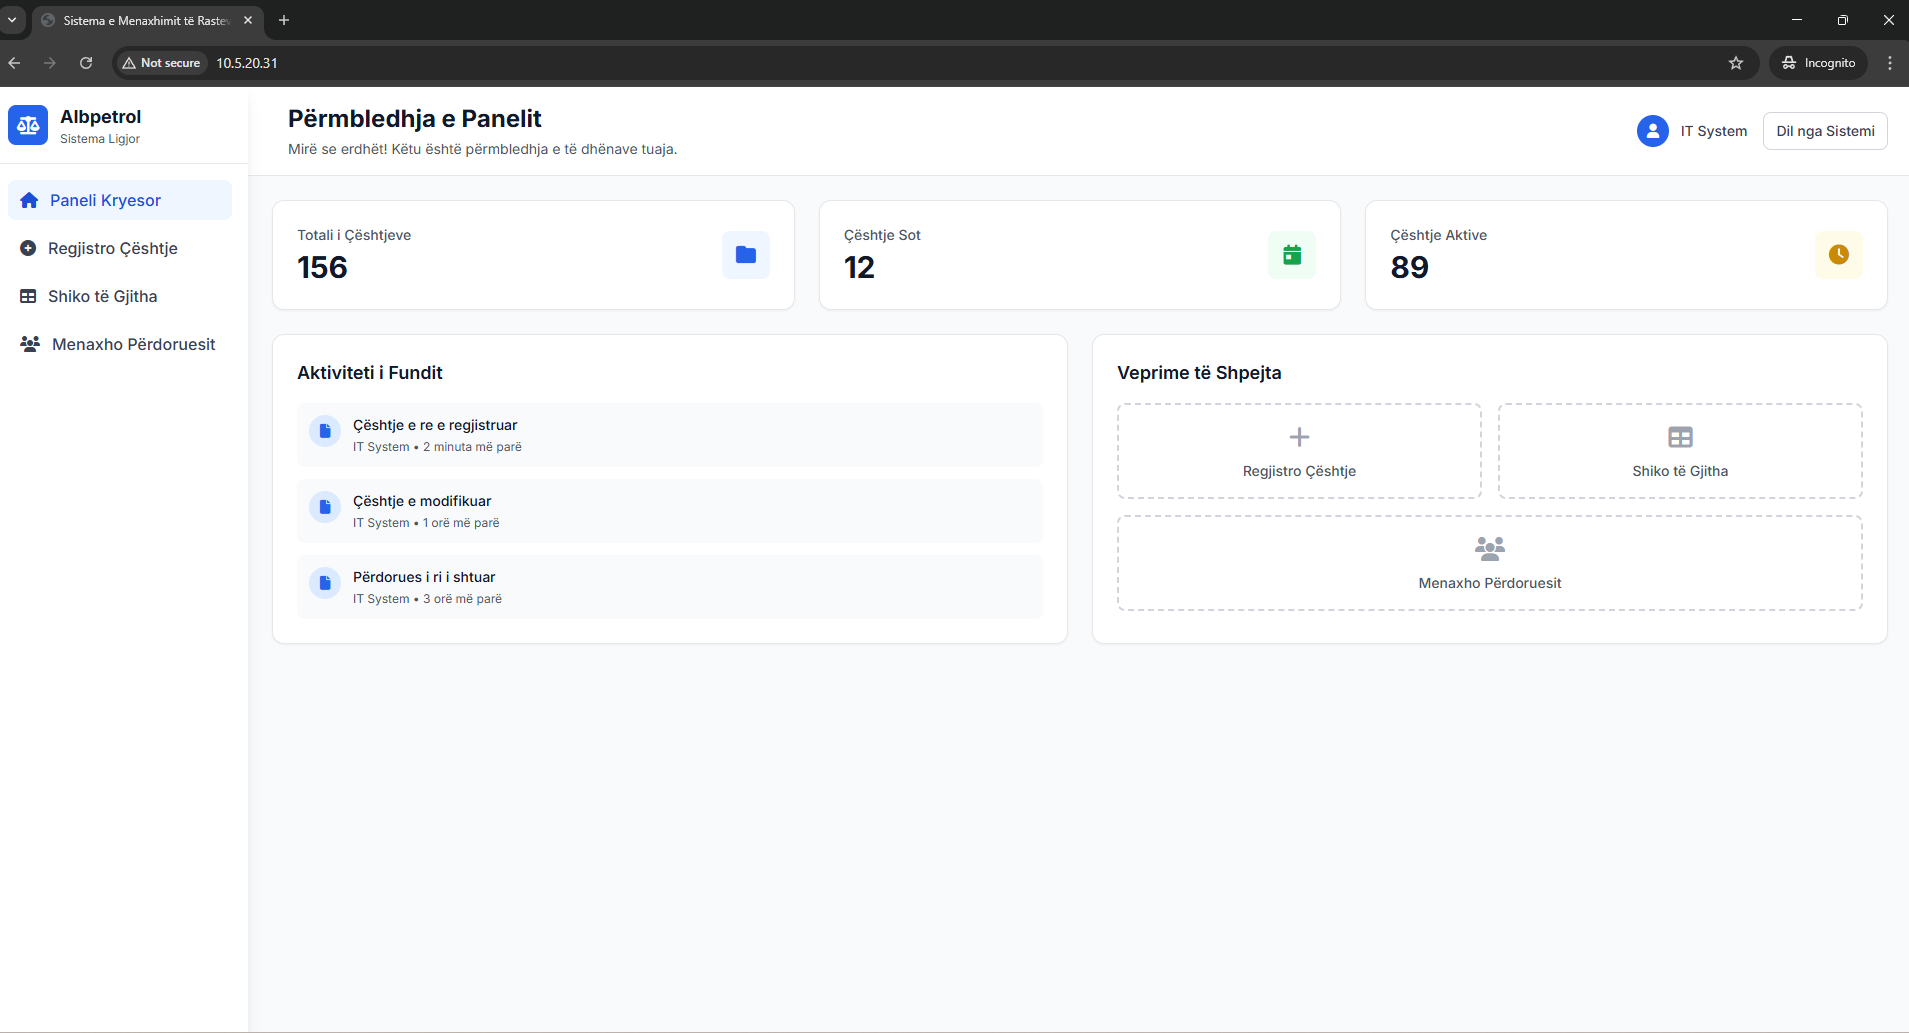 Sistema e Menaxhimit të Raste
Not secure
10.5.20.31
Incognito
Albpetrol
Sistema Ligjor
Paneli Kryesor
Regjistro Çështje
Shiko të Gjitha
Menaxho Përdoruesit
Përmbledhja e Panelit
Mirë se erdhët! Këtu është përmbledhja e të dhënave tuaja.
IT System
Dil nga Sistemi
Totali i Çështjeve
156
Çështje Sot
12
Çështje Aktive
89
Aktiviteti i Fundit
Çështje e re e regjistruar
IT System • 2 minuta më parë
Çështje e modifikuar
IT System • 1 orë më parë
Përdorues i ri i shtuar
IT System • 3 orë më parë
Veprime të Shpejta
Regjistro Çështje
Shiko të Gjitha
Menaxho Përdoruesit